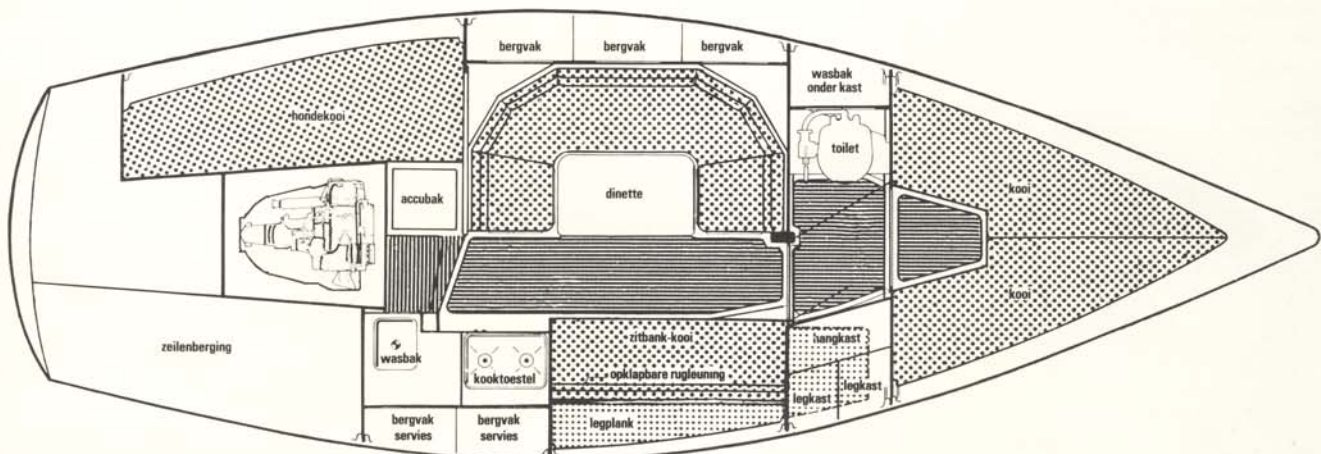 bergvak bergvak bergvak
wasbak
onder kast
hondekooi
toilet
accubak
dinette
kooi
kooi
zeilenberging
wasbak
kooktoestel
zitbank-kooi
opklapbare rugleuning
hangkast
legkast
legkast
bergvak
servies
bergvak
servies
legplank